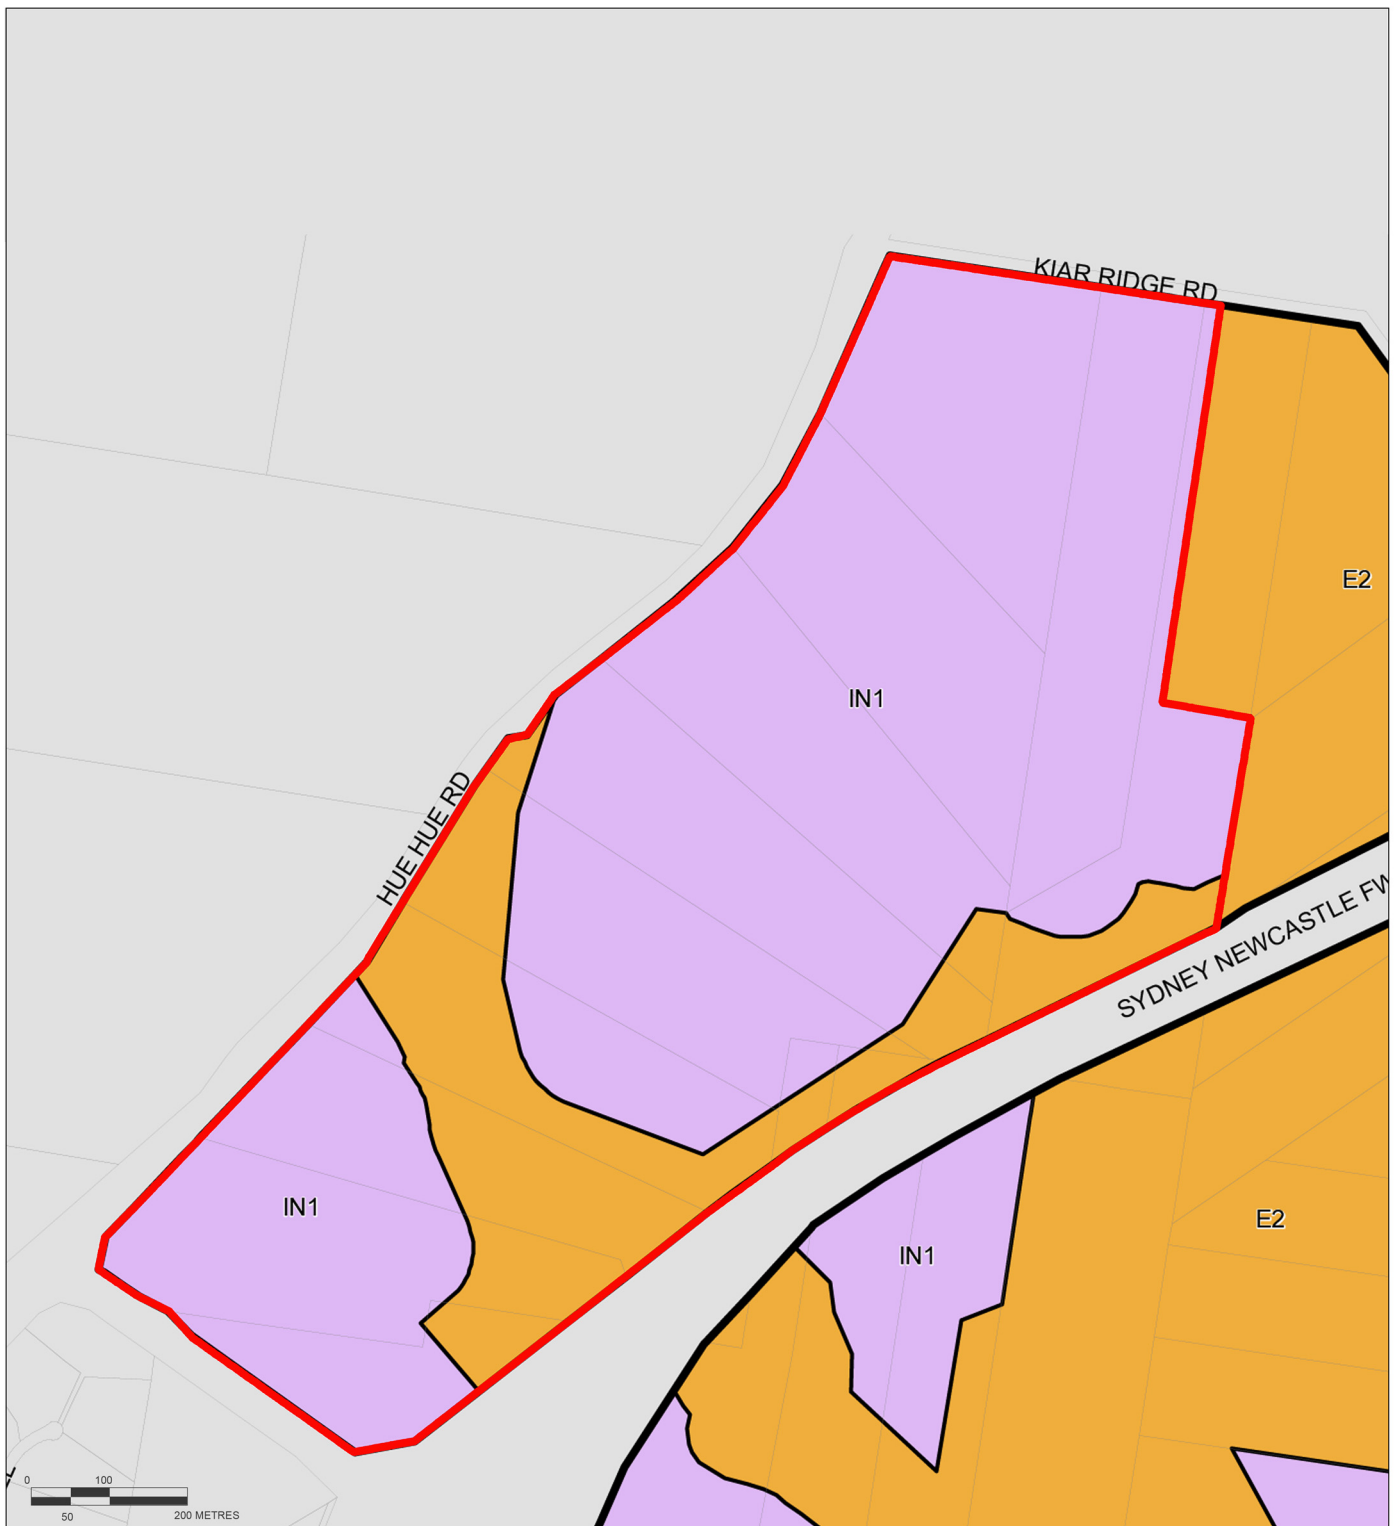 KIAR RIDGE RD
E2
IN1
HUE HUE RD
SYDNEY NEWCASTLE FW
IN1
E2
IN1
0 100
50 200 METRES